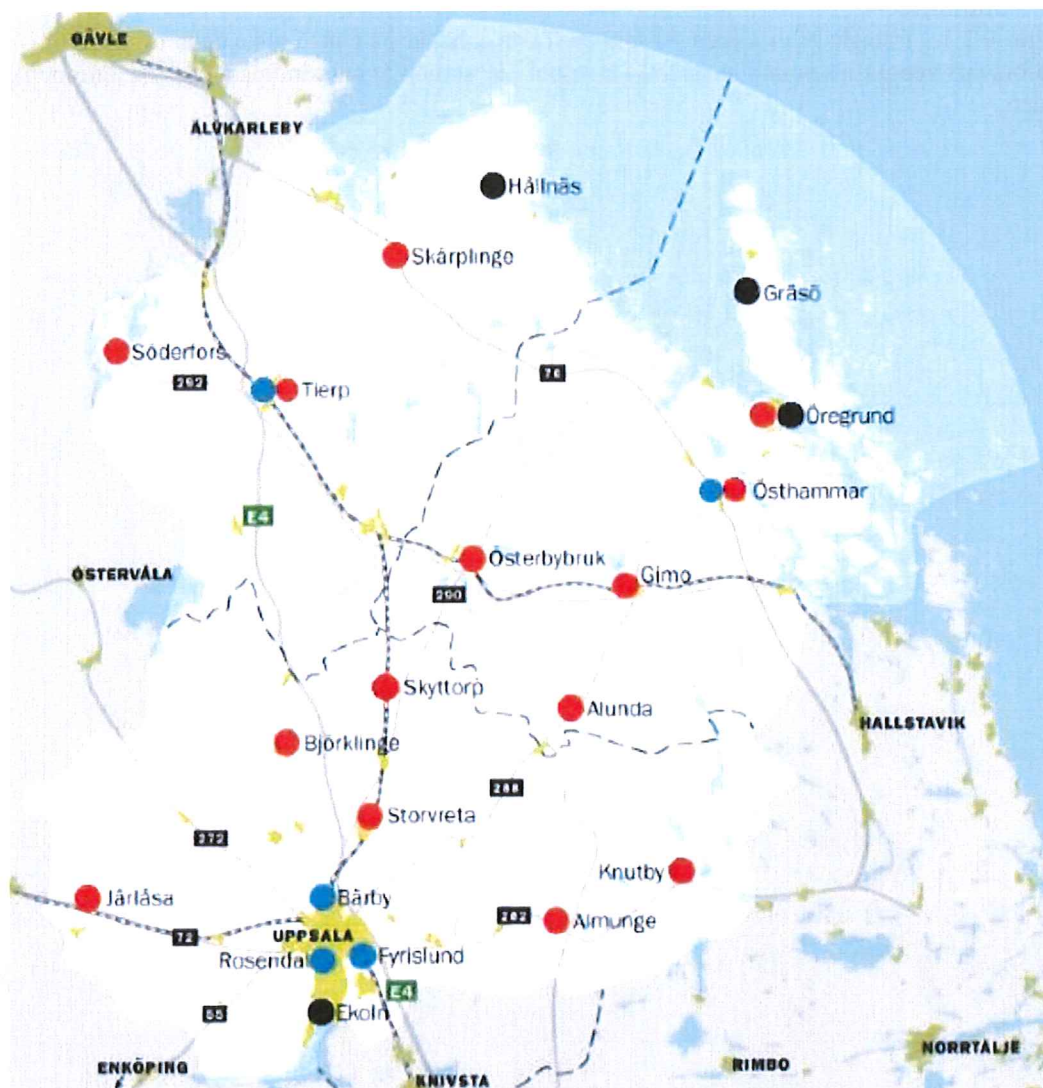 GÄVLE
ÄLVKARLEBY
Hållnäs
Skärplinge
Gräsö
Söderfors
292
Tierp
76
Öregrund
Östhammar
E4
Österbybruk
Gimo
ÖSTERVÅLA
290
Skyttorp
Alunda
HALLSTAVIK
Björklinge
288
Storvreta
272
Knutby
Järlåsa
Bärby
282
Almunge
72
UPPSALA
Rosendal
Fyrislund
E4
55
Ekoln
ENKÖPING
KNIVSTA
RIMBO
NORRTÄLJE